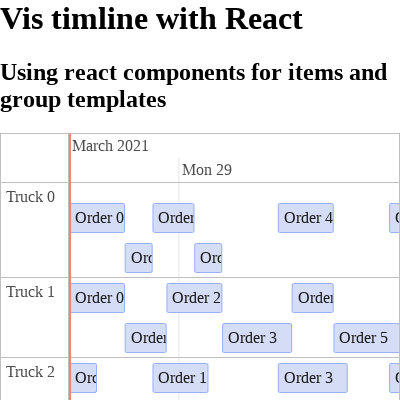 Vis timline with React
Using react components for items and
group templates
March 2021
Mon 29
Truck 0
Order 0
Order 4
Truck 1
Order 0
Order 2
Order 3
Order 5
Truck 2
Order 1
Order 3